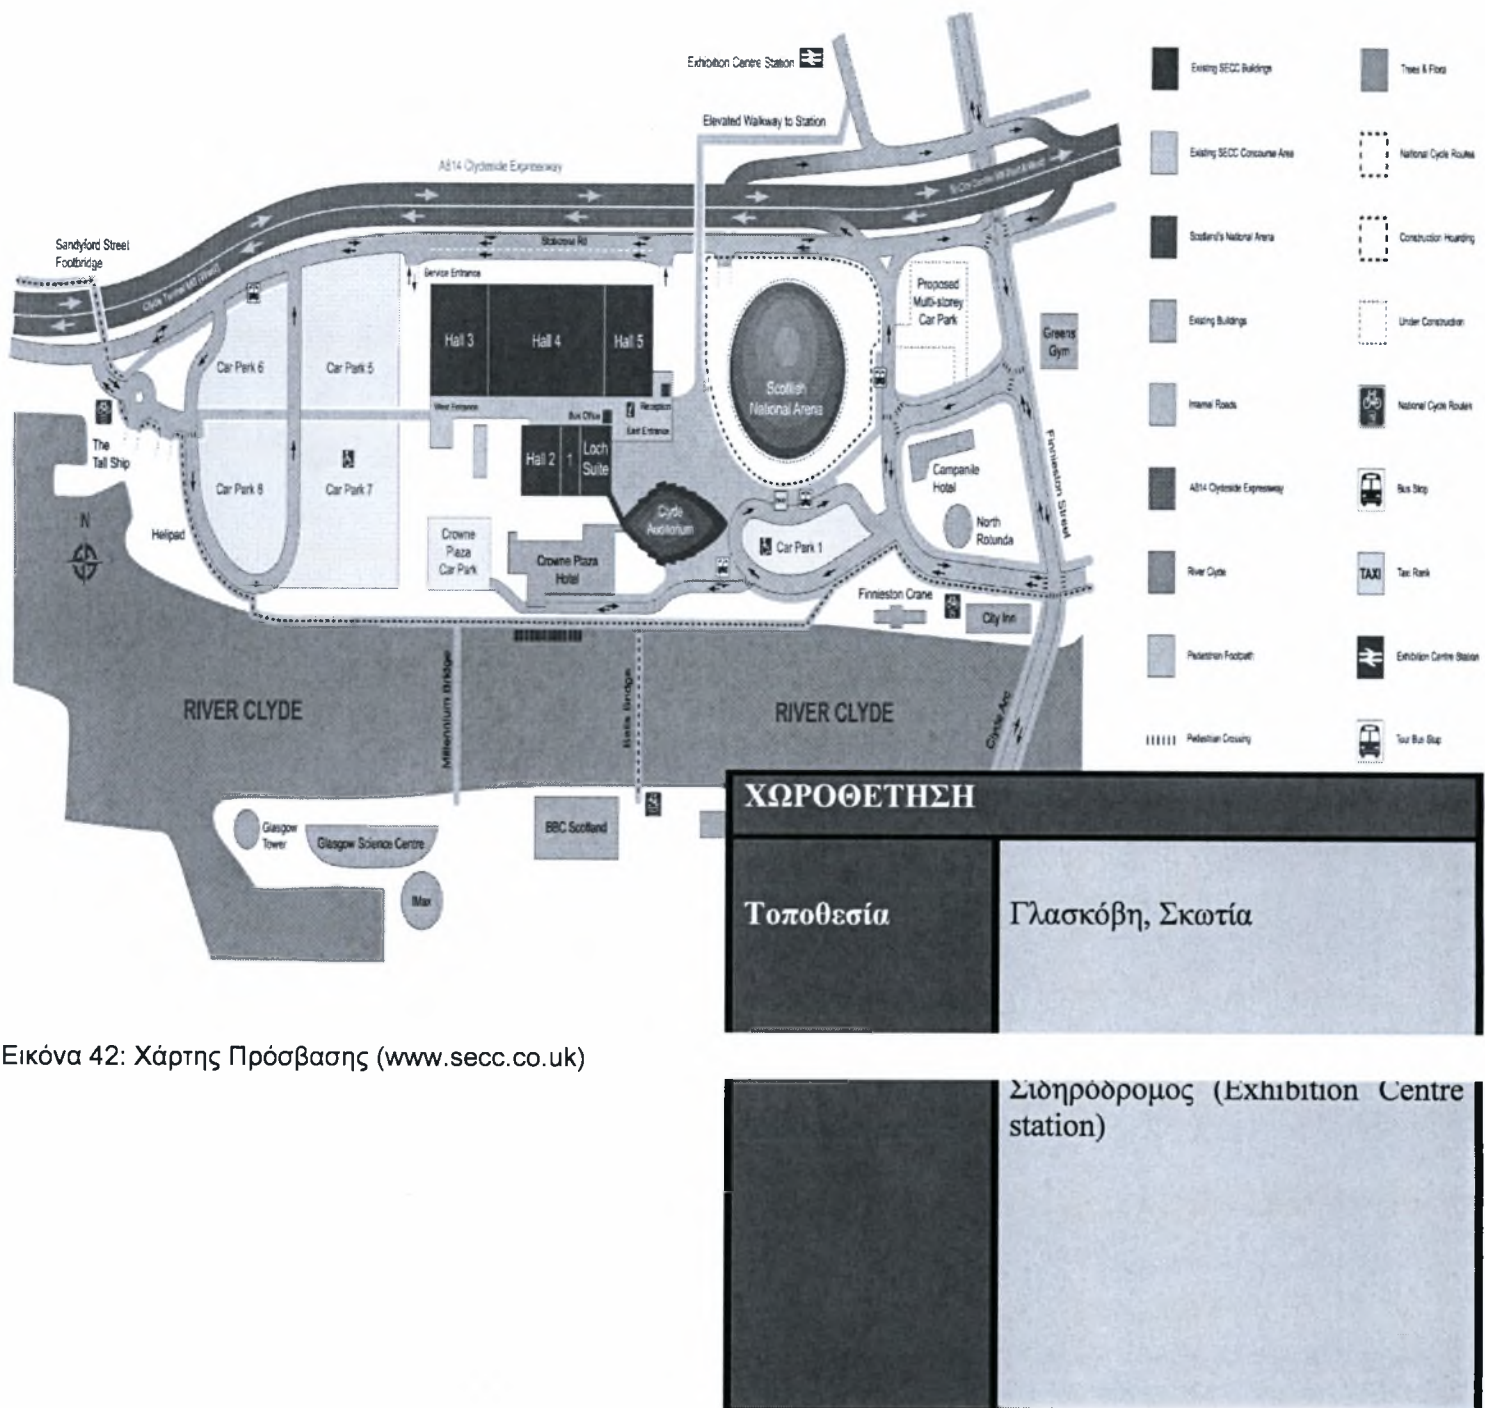 Exhibition Centre Station
Elevated Walkway to Station
A814 Clydeside Expressway
Sandyford Street
Footbridge
Stobcross Rd
Service Entrance
Proposed
Multi-storey
Car Park
Greens
Gym
Hall 3
Hall 4
Hall 5
Car Park 6
Car Park 5
Scottish
National Arena
West Entrance
Box Office
Reception
East Entrance
The
Tall Ship
Hall 2
1
Loch
Suite
Car Park 8
Car Park 7
Campanile
Hotel
Finnieston Street
N
Helipad
Clyde
Auditorium
Crowne
Plaza
Car Park
Crowne Plaza
Hotel
Car Park 1
North
Rotunda
Finnieston Crane
City Inn
RIVER CLYDE
RIVER CLYDE
Millennium Bridge
Bells Bridge
Clyde Arc
Glasgow
Tower
Glasgow Science Centre
BBC Scotland
IMax
Existing SECC Buildings
Trees & Flora
Existing SECC Concourse Area
National Cycle Routes
Scotland's National Arena
Construction Hoarding
Existing Buildings
Under Construction
Internal Roads
National Cycle Routes
A814 Clydeside Expressway
Bus Stop
River Clyde
TAXI
Taxi Rank
Pedestrian Footpath
Exhibition Centre Station
Pedestrian Crossing
Tour Bus Stop
ΧΩΡΟΘΕΤΗΣΗ
Τοποθεσία
Γλασκόβη, Σκωτία
Εικόνα 42: Χάρτης Πρόσβασης (www.secc.co.uk)
Σιδηρόδρομος (Exhibition Centre
station)